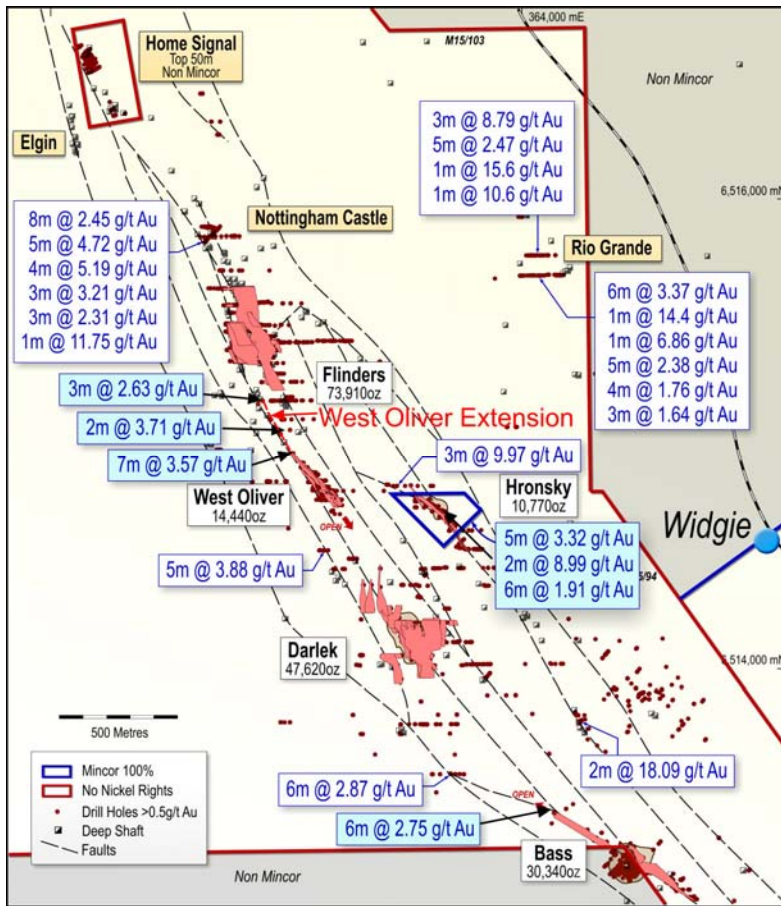 364,000 mE
M15/103
Home Signal
Top 50m
Non Mincor
Non Mincor
Elgin
3m @ 8.79 g/t Au
5m @ 2.47 g/t Au
1m @ 15.6 g/t Au
1m @ 10.6 g/t Au
6,516,000 mN
Nottingham Castle
8m @ 2.45 g/t Au
5m @ 4.72 g/t Au
4m @ 5.19 g/t Au
3m @ 3.21 g/t Au
3m @ 2.31 g/t Au
1m @ 11.75 g/t Au
Rio Grande
6m @ 3.37 g/t Au
1m @ 14.4 g/t Au
1m @ 6.86 g/t Au
5m @ 2.38 g/t Au
4m @ 1.76 g/t Au
3m @ 1.64 g/t Au
Flinders
73,910oz
3m @ 2.63 g/t Au
West Oliver Extension
2m @ 3.71 g/t Au
7m @ 3.57 g/t Au
3m @ 9.97 g/t Au
West Oliver
14,440oz
Hronsky
10,770oz
OPEN
Widgie
5m @ 3.32 g/t Au
2m @ 8.99 g/t Au
6m @ 1.91 g/t Au
5m @ 3.88 g/t Au
5/94
Darlek
47,620oz
,514,000 mN
500 Metres
2m @ 18.09 g/t Au
Mincor 100%
No Nickel Rights
Drill Holes >0.5g/t Au
Deep Shaft
Faults
6m @ 2.87 g/t Au
OPEN
6m @ 2.75 g/t Au
Bass
30,340oz
Non Mincor